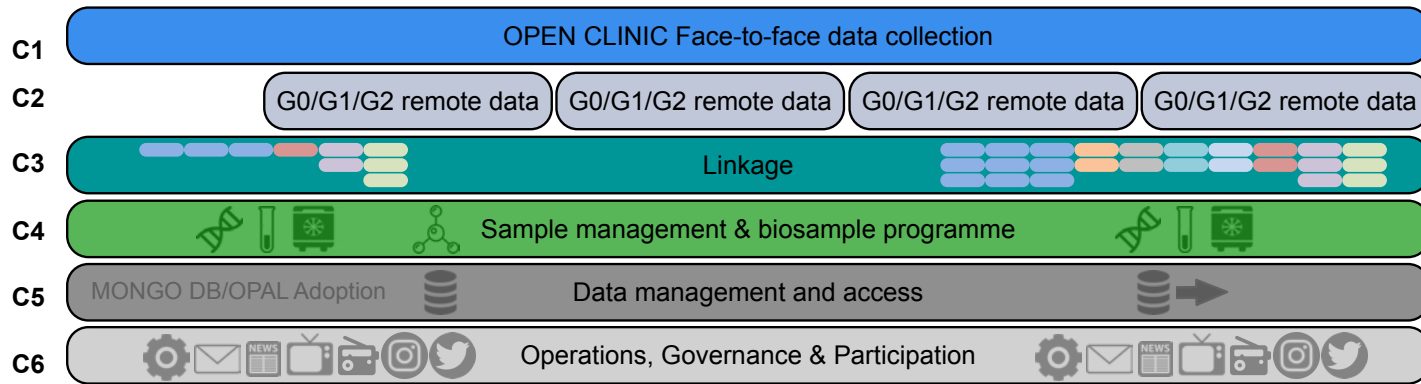 C1 OPEN CLINIC Face-to-face data collection
C2 G0/G1/G2 remote data G0/G1/G2 remote data G0/G1/G2 remote data G0/G1/G2 remote data
C3 Linkage
C4 Sample management & biosample programme
C5 MONGO DB/OPAL Adoption Data management and access
C6 NEWS Operations, Governance & Participation NEWS